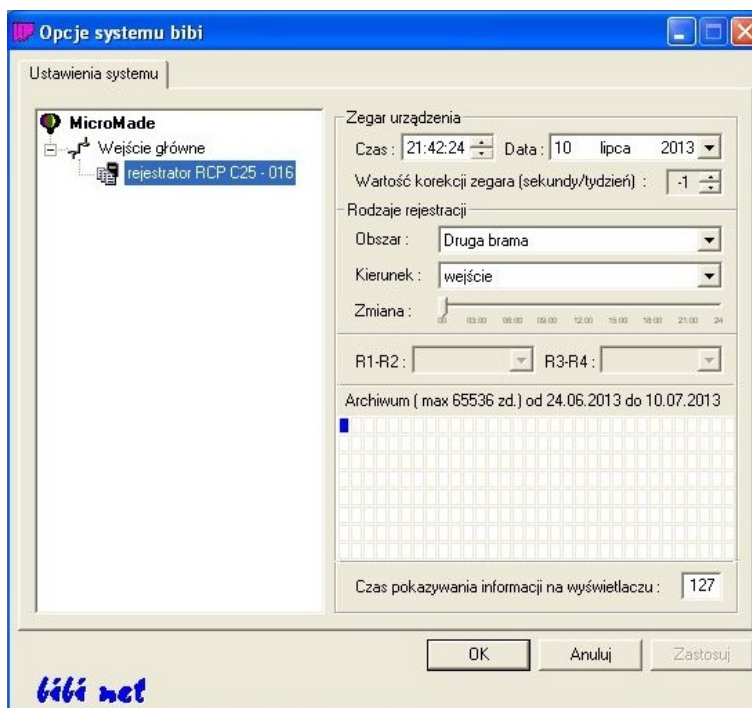 Opcje systemu bibi
Ustawienia systemu
MicroMade
Wejście główne
rejestrator RCP C25 - 016
Zegar urządzenia
Czas : 21:42:24 Data : 10 lipca 2013
Wartość korekcji zegara (sekundy/tydzień) : -1
Rodzaje rejestracji
Obszar : Druga brama
Kierunek : wejście
Zmiana :
00 03:00 06:00 09:00 12:00 15:00 18:00 21:00 24
R1-R2 : R3-R4 :
Archiwum ( max 65536 zd.) od 24.06.2013 do 10.07.2013
Czas pokazywania informacji na wyświetlaczu : 127
OK Anuluj Zastosuj
bibi net